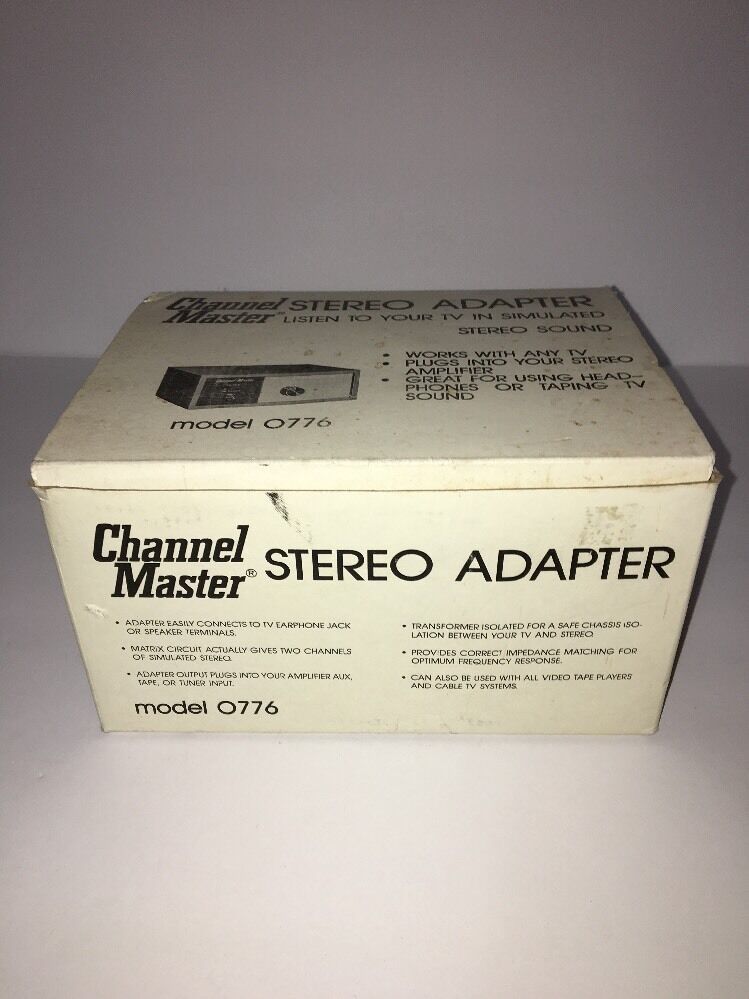 Channel Master® STEREO ADAPTER
LISTEN TO YOUR TV IN SIMULATED
STEREO SOUND
• WORKS WITH ANY TV
• PLUGS INTO YOUR STEREO
AMPLIFIER
• GREAT FOR USING HEAD-
PHONES OR TAPING TV
SOUND
Channel Master
model 0776
Channel
Master® STEREO ADAPTER
• ADAPTER EASILY CONNECTS TO TV EARPHONE JACK
OR SPEAKER TERMINALS.
• MATRIX CIRCUIT ACTUALLY GIVES TWO CHANNELS
OF SIMULATED STEREO.
• ADAPTER OUTPUT PLUGS INTO YOUR AMPLIFIER AUX,
TAPE, OR TUNER INPUT.
model 0776
• TRANSFORMER ISOLATED FOR A SAFE CHASSIS ISO-
LATION BETWEEN YOUR TV AND STEREO
• PROVIDES CORRECT IMPEDANCE MATCHING FOR
OPTIMUM FREQUENCY RESPONSE.
• CAN ALSO BE USED WITH ALL VIDEO TAPE PLAYERS
AND CABLE TV SYSTEMS.